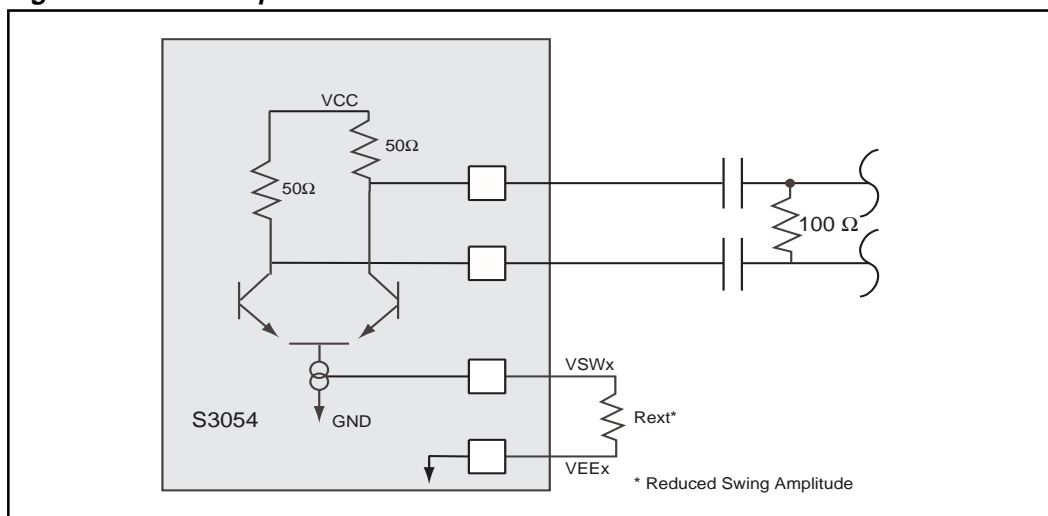 VCC
50Ω
50Ω
100 Ω
VSWx
Rext*
S3054
GND
VEEx
* Reduced Swing Amplitude